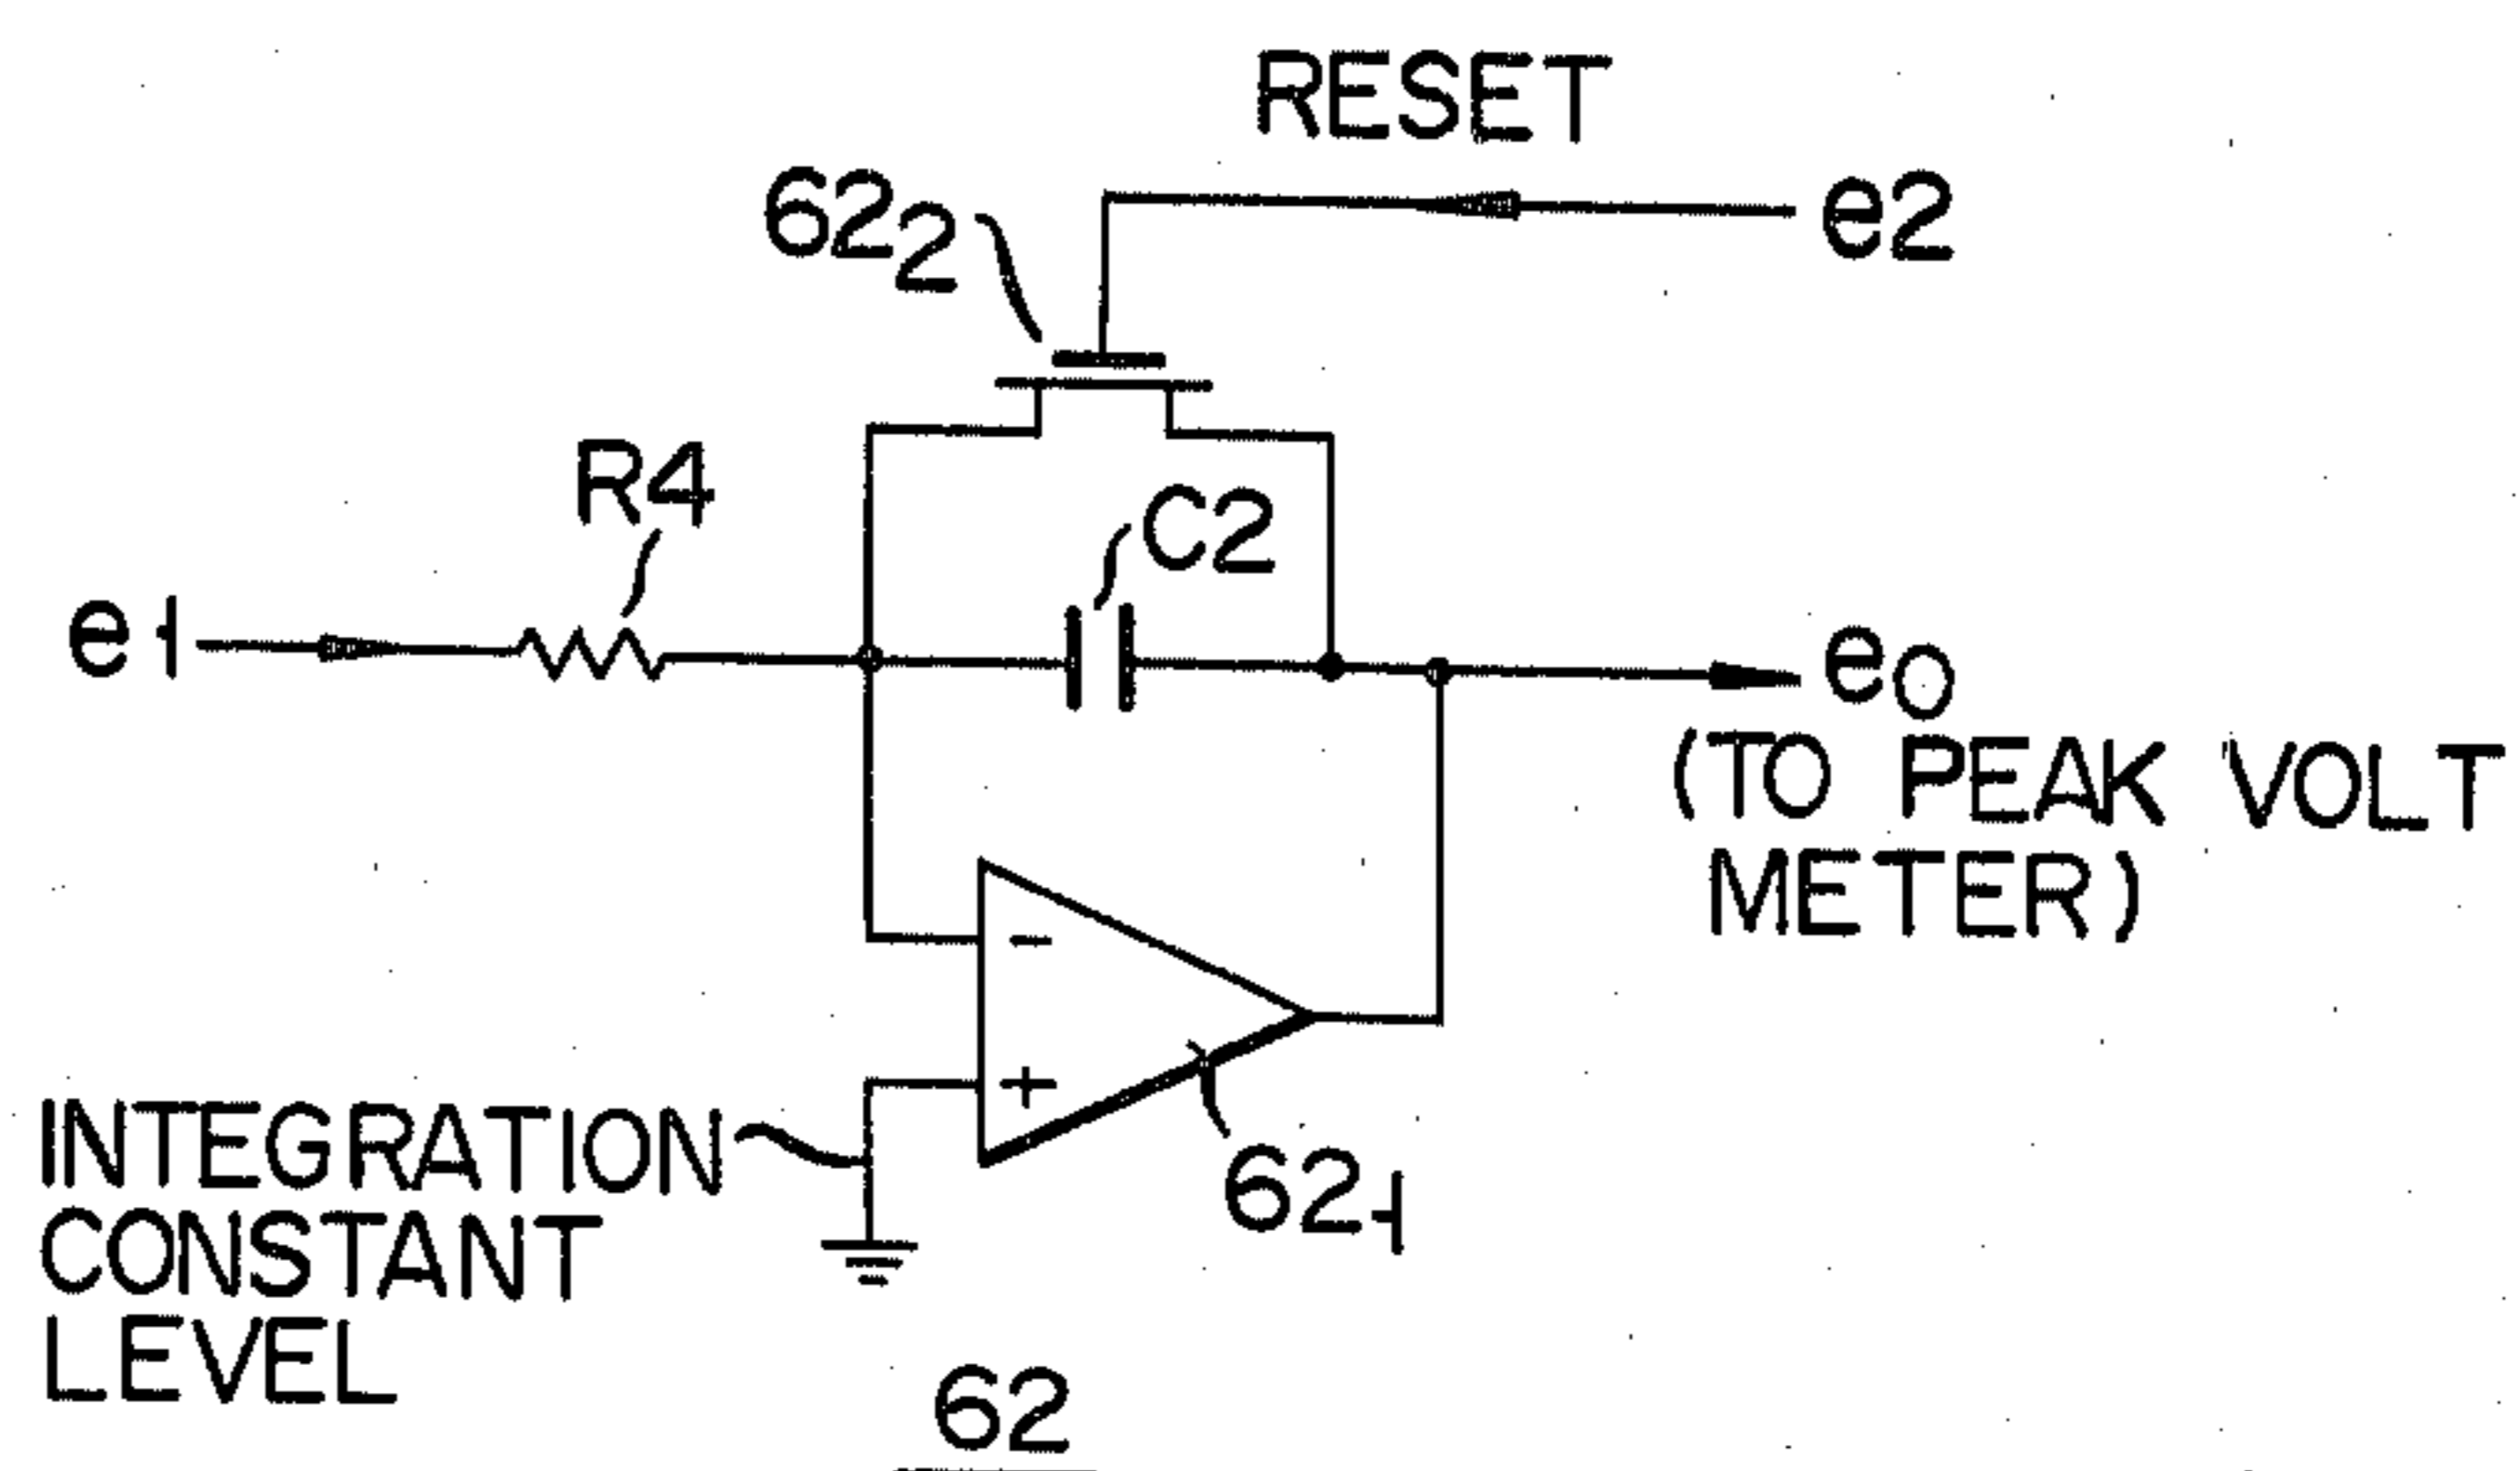 RESET
62₂
e2
R4
C2
e1
e₀
(TO PEAK VOLT
METER)
-
+
62₁
INTEGRATION
CONSTANT
LEVEL
62